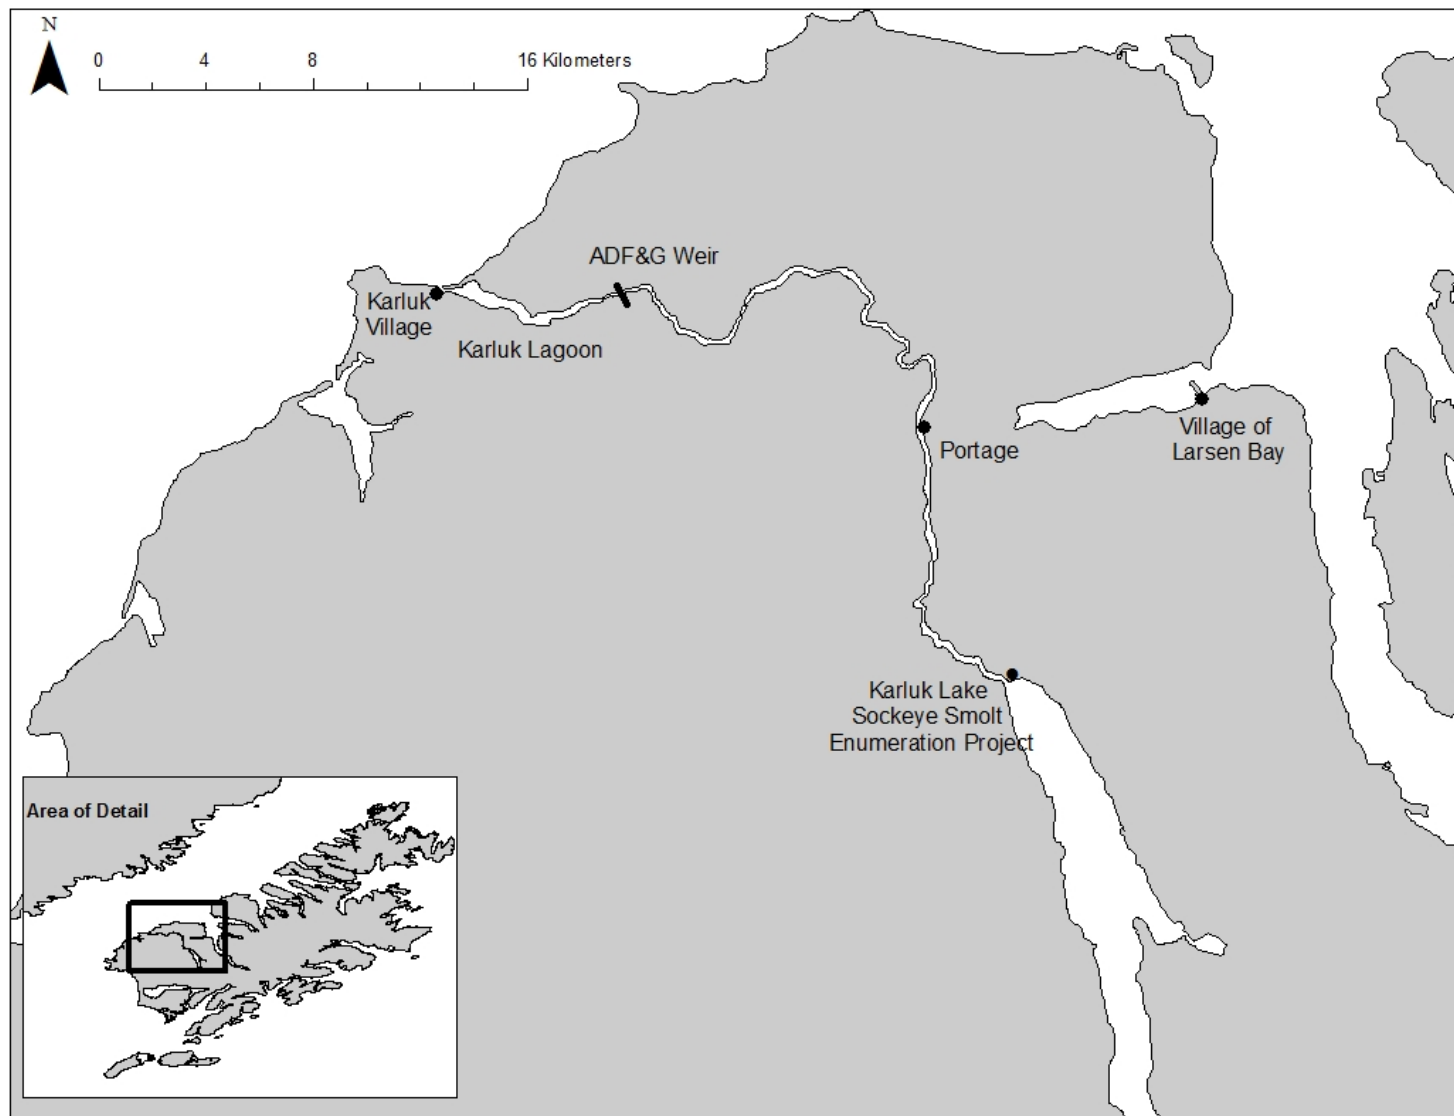 N
0 4 8 16 Kilometers
ADF&G Weir
Karluk
Village
Karluk Lagoon
Village of
Larsen Bay
Portage
Karluk Lake
Sockeye Smolt
Enumeration Project
Area of Detail